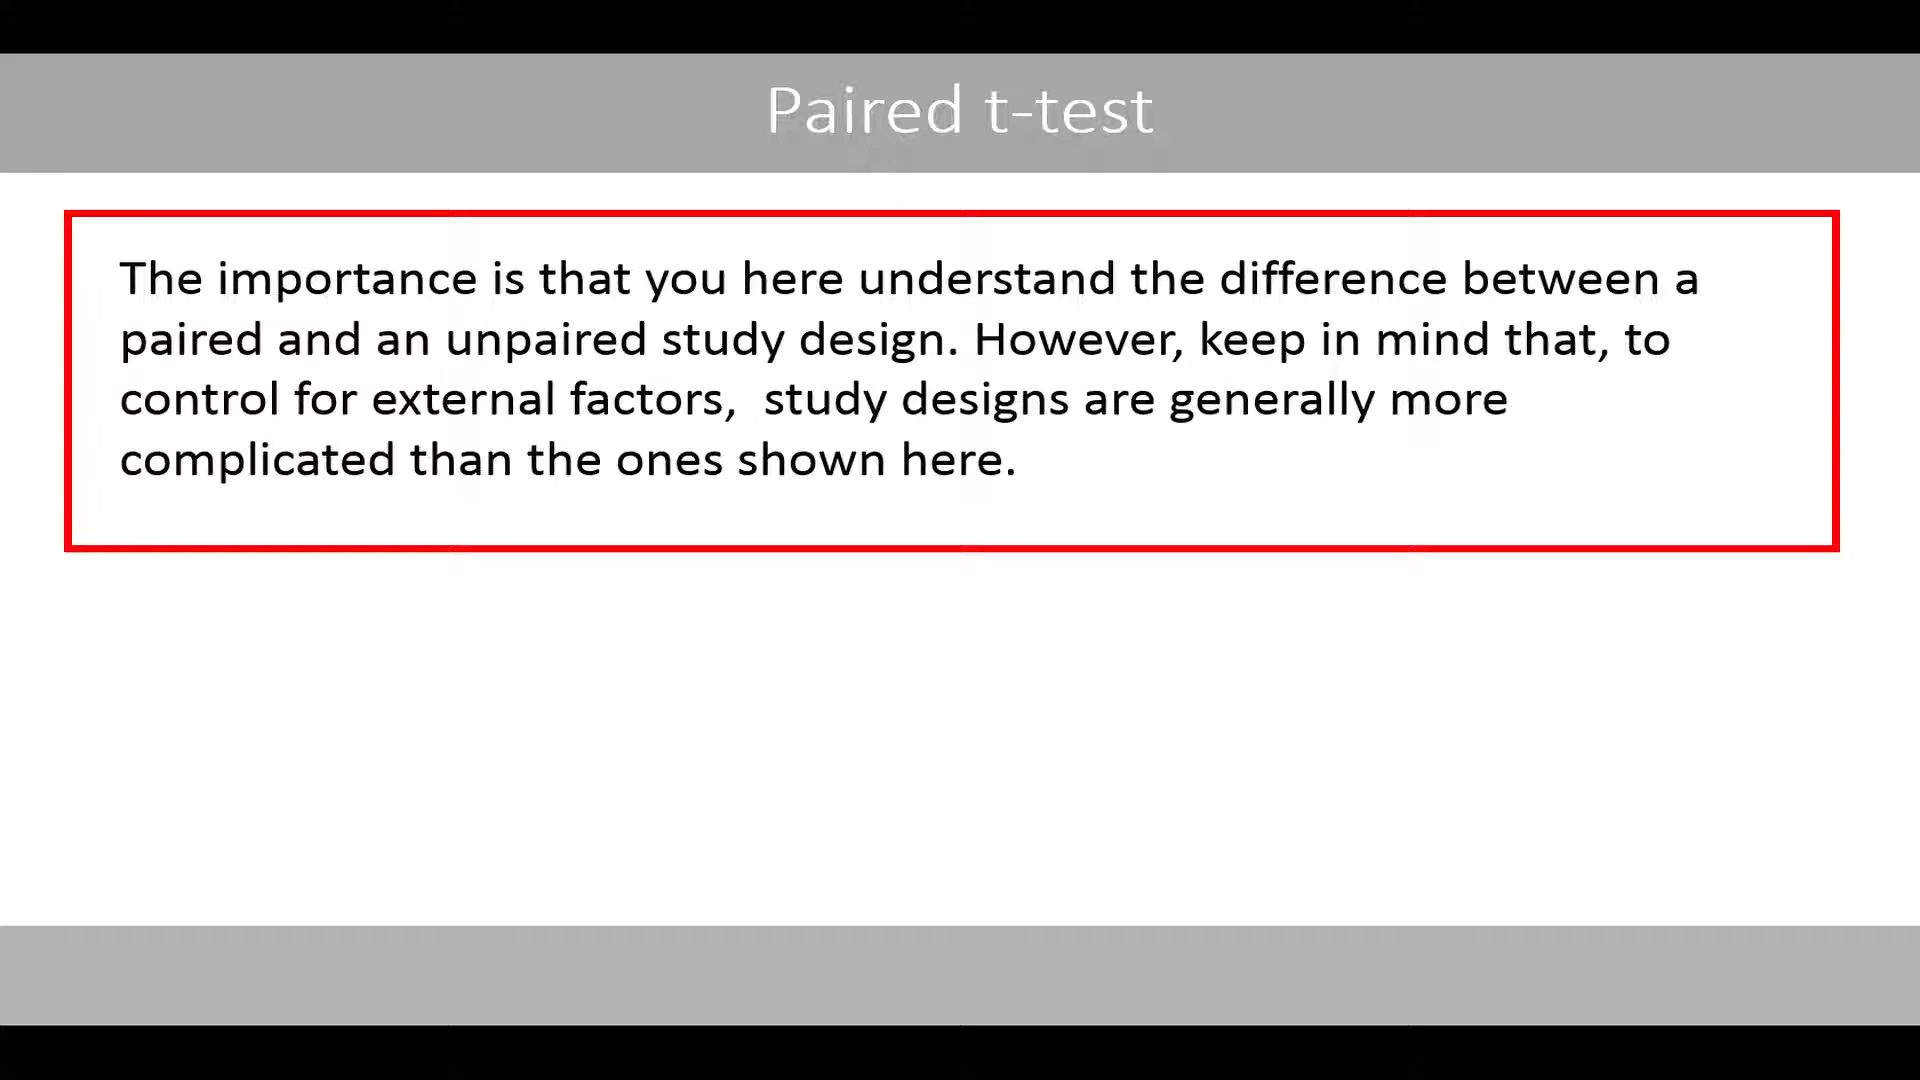 Paired t-test
The importance is that you here understand the difference between a
paired and an unpaired study design. However, keep in mind that, to
control for external factors,  study designs are generally more
complicated than the ones shown here.